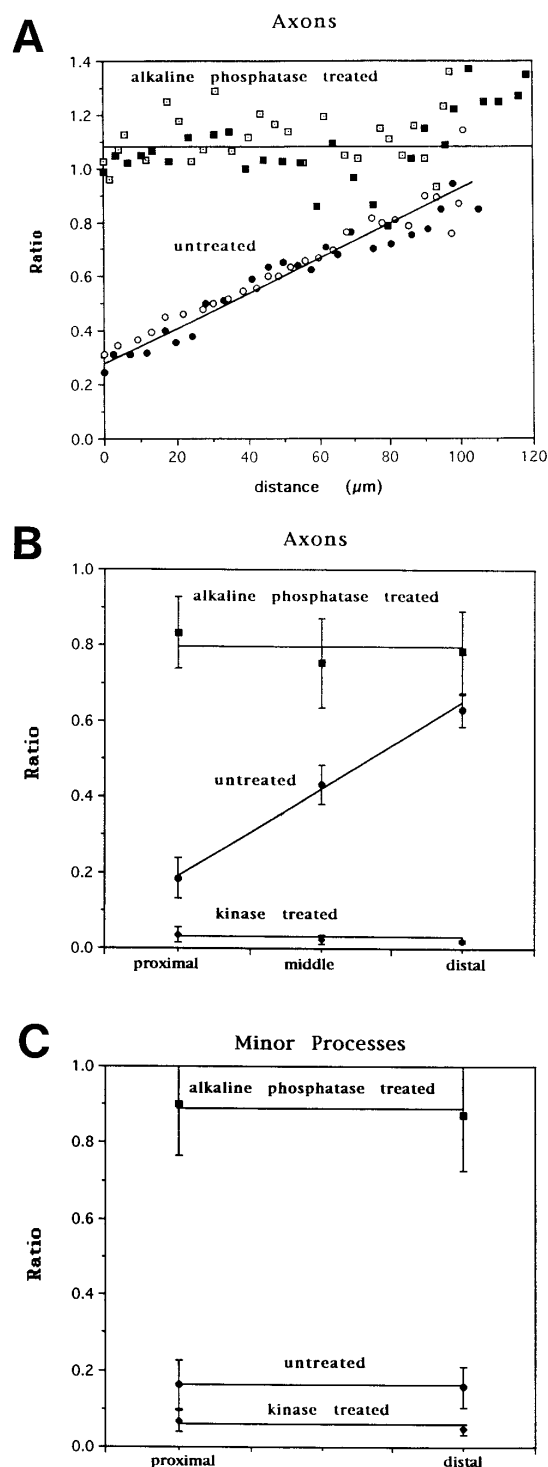 A
Axons
1.4
alkaline phosphatase treated
1.2
1.0
untreated
0.8
Ratio
0.6
0.4
0.2
0.0
0 20 40 60 80 100 120
distance (µm)
B
Axons
1.0
alkaline phosphatase treated
0.8
0.6
Ratio
untreated
0.4
0.2
kinase treated
0.0
proximal middle distal
C
Minor Processes
1.0
alkaline phosphatase treated
0.8
0.6
Ratio
0.4
untreated
0.2
kinase treated
0.0
proximal distal